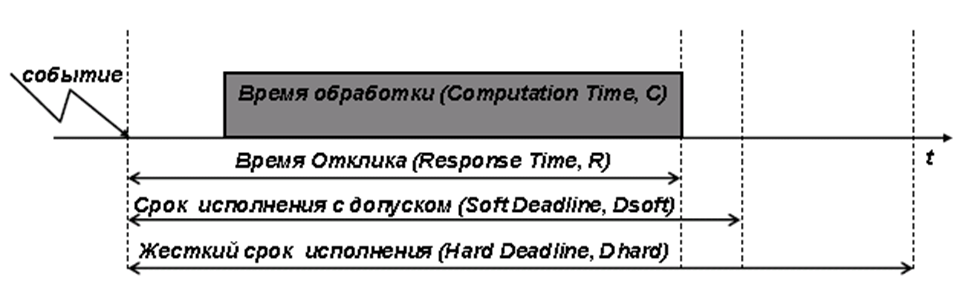 событие
Время обработки (Computation Time, C)
Время Отклика (Response Time, R)
t
Срок исполнения с допуском (Soft Deadline, Dsoft)
Жесткий срок исполнения (Hard Deadline, Dhard)